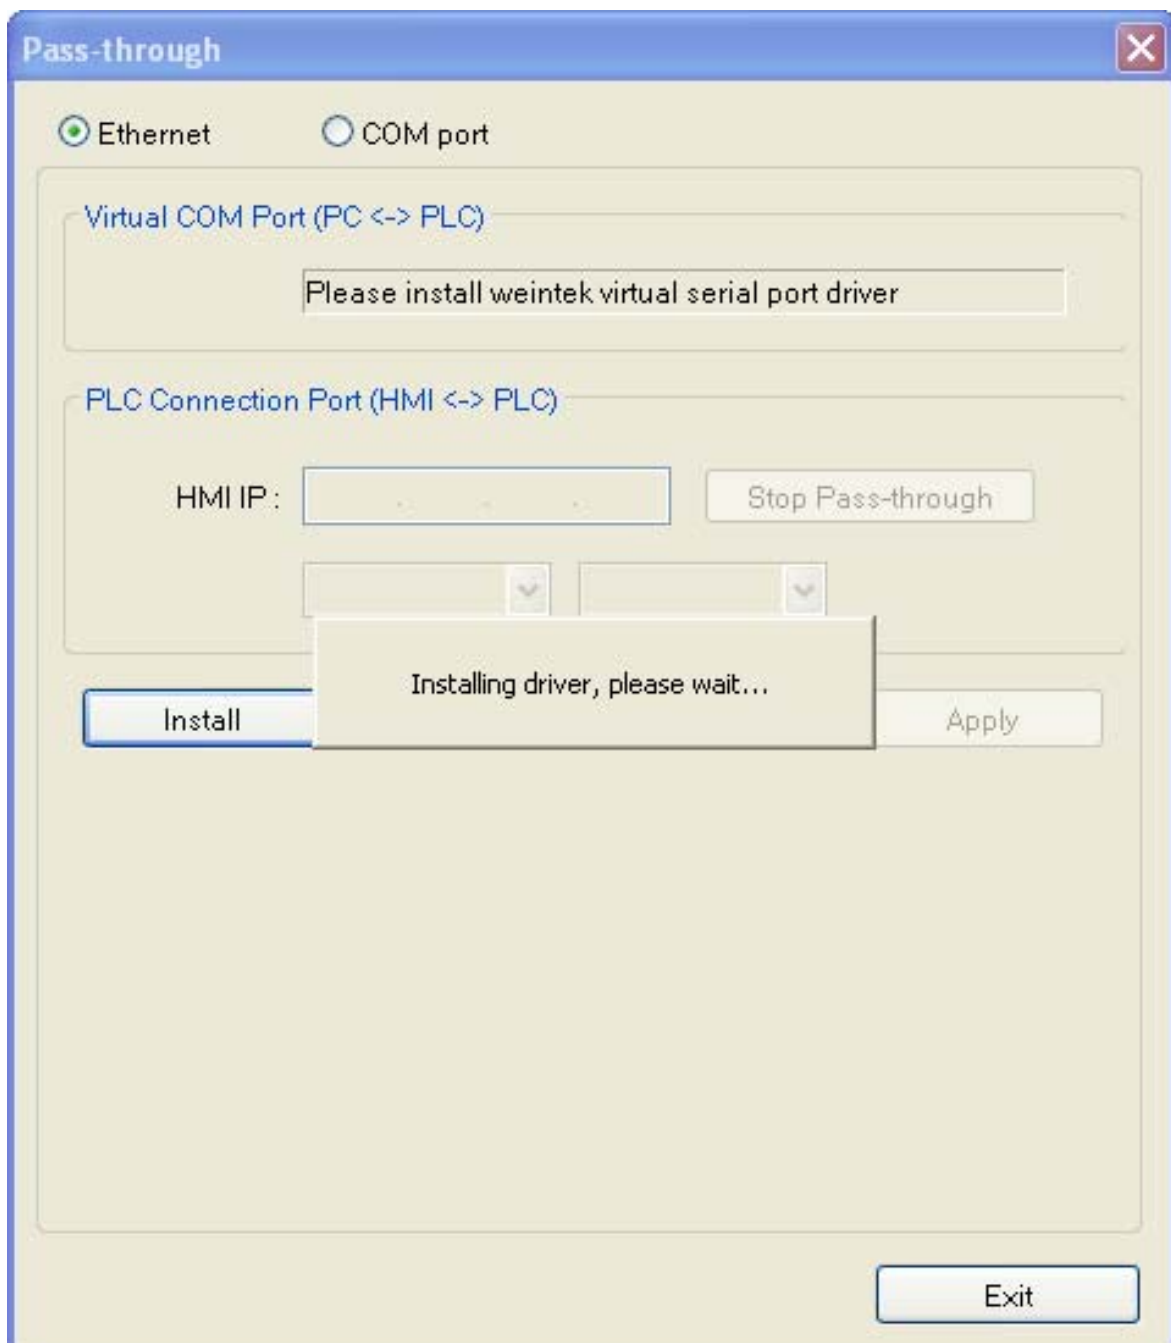 Pass-through
Ethernet COM port
Virtual COM Port (PC <-> PLC)
Please install weintek virtual serial port driver
PLC Connection Port (HMI <-> PLC)
HMI IP : . . . Stop Pass-through
Installing driver, please wait...
Install Apply
Exit